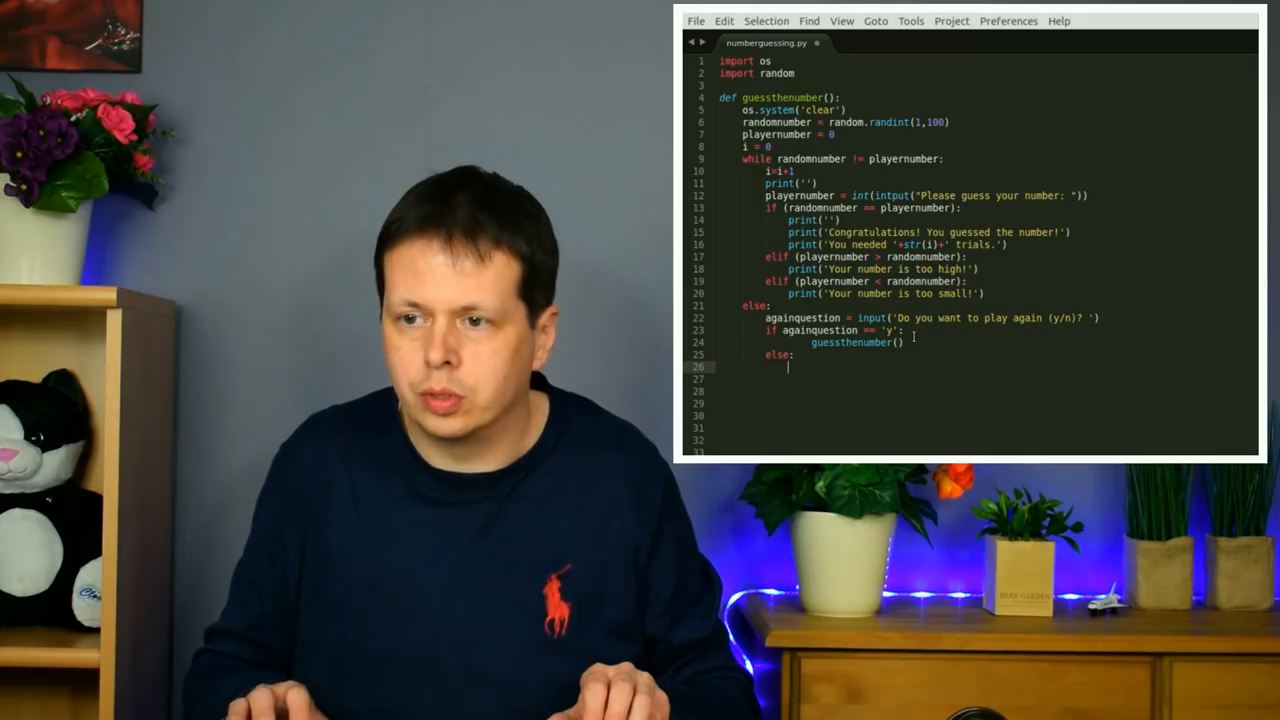 File Edit Selection Find View Goto Tools Project Preferences Help
numberguessing.py
1 import os
2 import random
3
4 def guessthenumber():
5 os.system('clear')
6 randomnumber = random.randint(1,100)
7 playernumber = 0
8 i = 0
9 while randomnumber != playernumber:
10 i=i+1
11 print('')
12 playernumber = int(intput("Please guess your number: "))
13 if (randomnumber == playernumber):
14 print('')
15 print('Congratulations! You guessed the number!')
16 print('You needed '+str(i)+' trials.')
17 elif (playernumber > randomnumber):
18 print('Your number is too high!')
19 elif (playernumber < randomnumber):
20 print('Your number is too small!')
21 else:
22 againquestion = input('Do you want to play again (y/n)? ')
23 if againquestion == 'y':
24 guessthenumber()
25 else:
26
27
28
29
30
31
32
33
HERB GARDEN